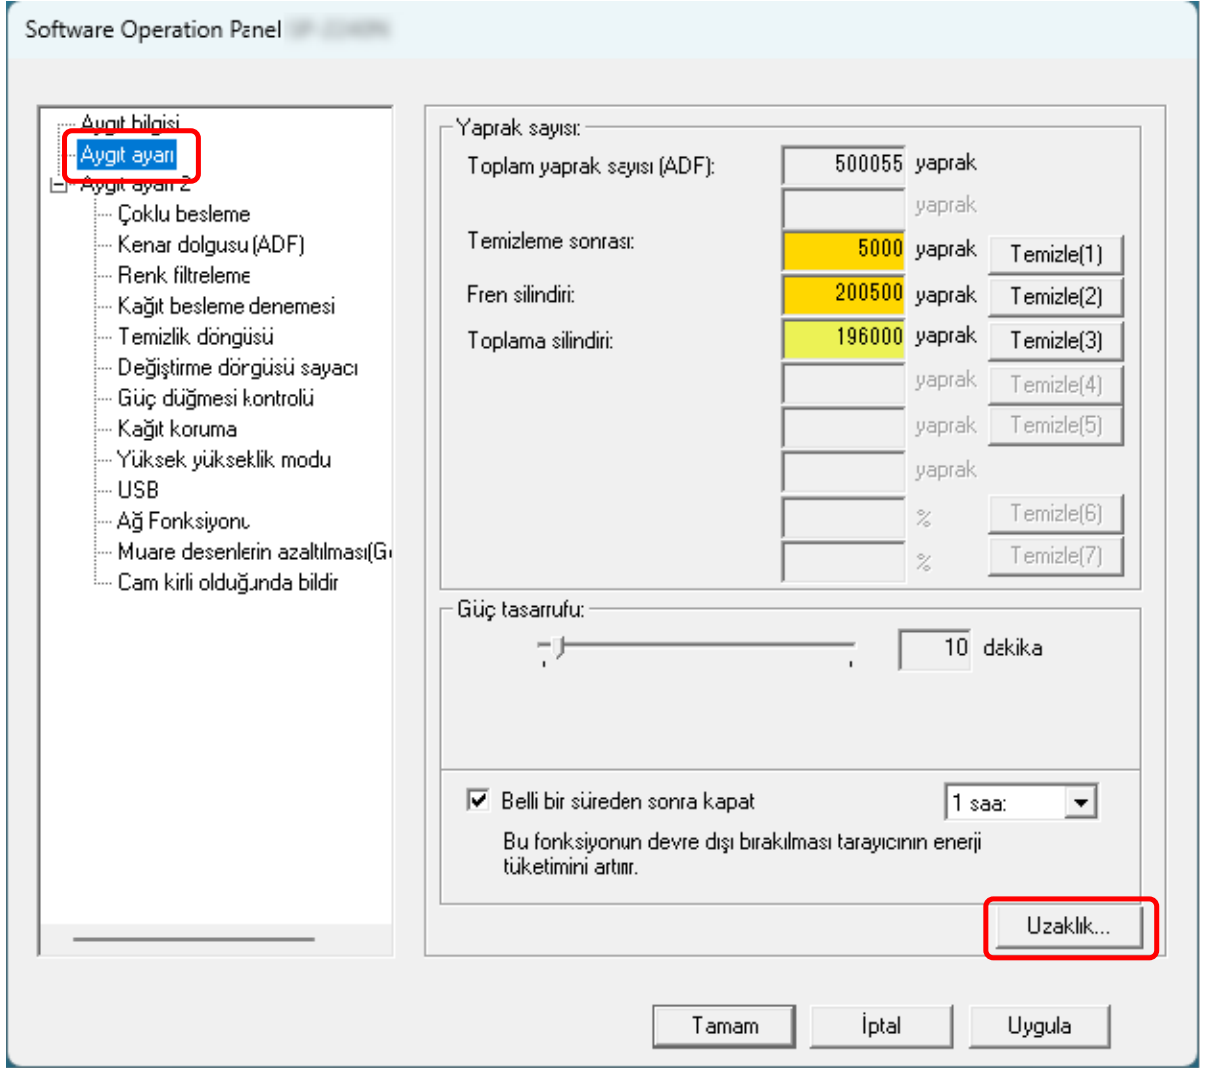 Software Operation Panel
Aygıt bilgisi
Aygıt ayarı
Aygıt ayarı 2
Çoklu besleme
Kenar dolgusu (ADF)
Renk filtreleme
Kağıt besleme denemesi
Temizlik döngüsü
Değiştirme döngüsü sayacı
Güç düğmesi kontrolü
Kağıt koruma
Yüksek yükseklik modu
USB
Ağ Fonksiyonu
Muare desenlerin azaltılması(Gö
Cam kirli olduğunda bildir
Yaprak sayısı:
Toplam yaprak sayısı (ADF): 500055 yaprak
yaprak
Temizleme sonrası: 5000 yaprak Temizle(1)
Fren silindiri: 200500 yaprak Temizle(2)
Toplama silindiri: 196000 yaprak Temizle(3)
yaprak Temizle(4)
yaprak Temizle(5)
yaprak
% Temizle(6)
% Temizle(7)
Güç tasarrufu:
10 dakika
Belli bir süreden sonra kapat 1 saa:
Bu fonksiyonun devre dışı bırakılması tarayıcının enerji
tüketimini artırır.
Uzaklık...
Tamam İptal Uygula